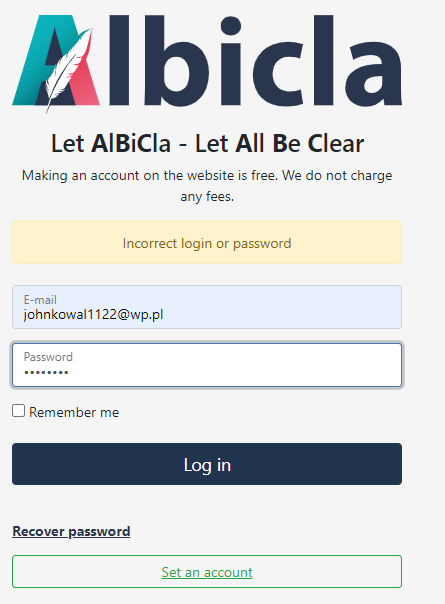 Albicla
Let AlBiCla - Let All Be Clear
Making an account on the website is free. We do not charge
any fees.
Incorrect login or password
E-mail
johnkowal1122@wp.pl
Password
••••••••
Remember me
Log in
Recover password
Set an account